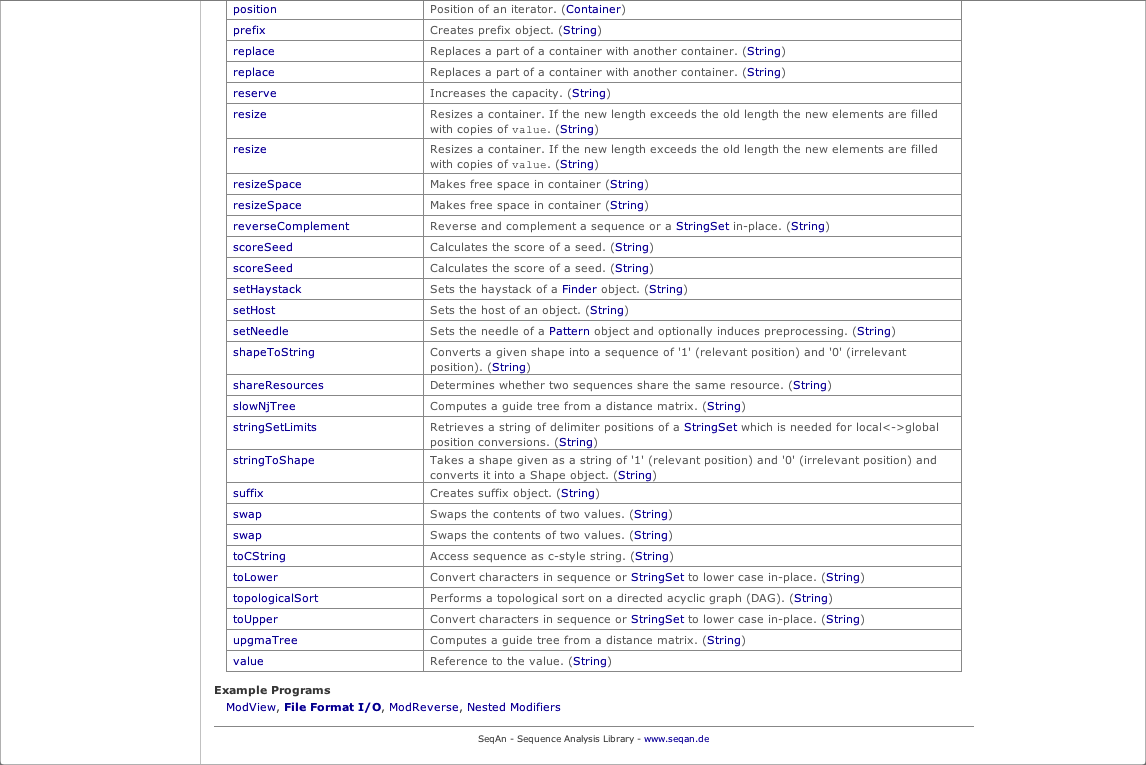 position Position of an iterator. (Container)
prefix Creates prefix object. (String)
replace Replaces a part of a container with another container. (String)
replace Replaces a part of a container with another container. (String)
reserve Increases the capacity. (String)
resize Resizes a container. If the new length exceeds the old length the new elements are filled
with copies of value. (String)
resize Resizes a container. If the new length exceeds the old length the new elements are filled
with copies of value. (String)
resizeSpace Makes free space in container (String)
resizeSpace Makes free space in container (String)
reverseComplement Reverse and complement a sequence or a StringSet in-place. (String)
scoreSeed Calculates the score of a seed. (String)
scoreSeed Calculates the score of a seed. (String)
setHaystack Sets the haystack of a Finder object. (String)
setHost Sets the host of an object. (String)
setNeedle Sets the needle of a Pattern object and optionally induces preprocessing. (String)
shapeToString Converts a given shape into a sequence of '1' (relevant position) and '0' (irrelevant
position). (String)
shareResources Determines whether two sequences share the same resource. (String)
slowNjTree Computes a guide tree from a distance matrix. (String)
stringSetLimits Retrieves a string of delimiter positions of a StringSet which is needed for local<->global
position conversions. (String)
stringToShape Takes a shape given as a string of '1' (relevant position) and '0' (irrelevant position) and
converts it into a Shape object. (String)
suffix Creates suffix object. (String)
swap Swaps the contents of two values. (String)
swap Swaps the contents of two values. (String)
toCString Access sequence as c-style string. (String)
toLower Convert characters in sequence or StringSet to lower case in-place. (String)
topologicalSort Performs a topological sort on a directed acyclic graph (DAG). (String)
toUpper Convert characters in sequence or StringSet to lower case in-place. (String)
upgmaTree Computes a guide tree from a distance matrix. (String)
value Reference to the value. (String)
Example Programs
ModView, File Format I/O, ModReverse, Nested Modifiers
SeqAn - Sequence Analysis Library - www.seqan.de